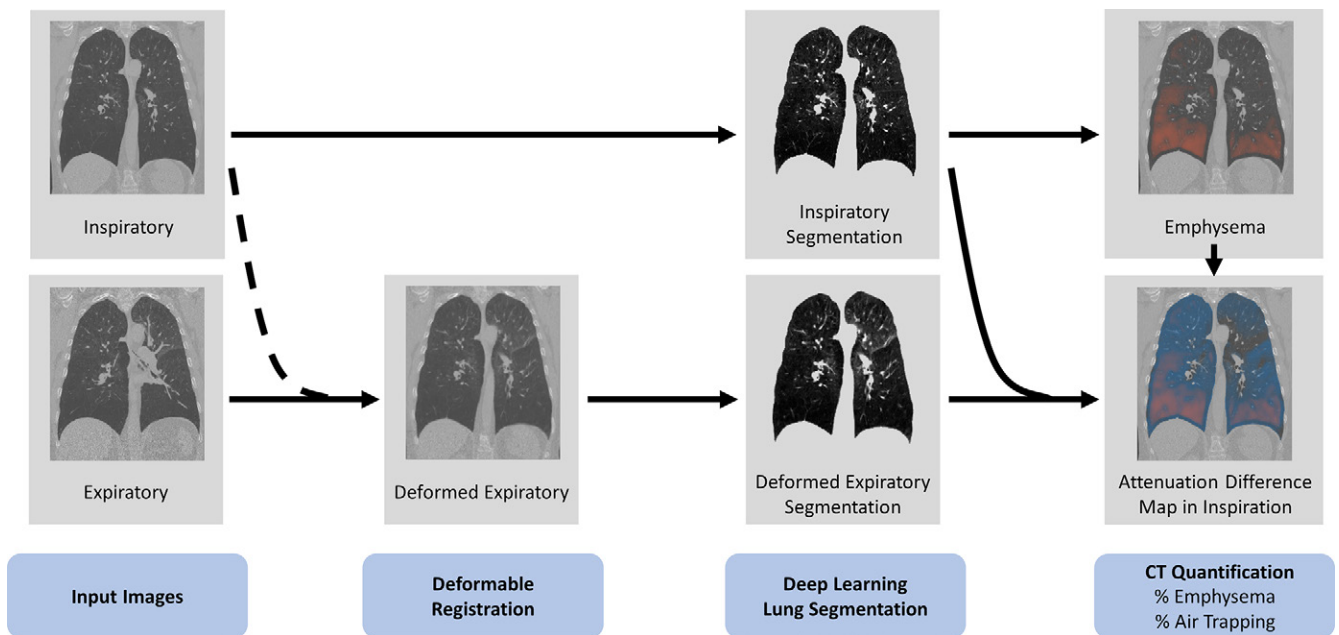 Inspiratory
Inspiratory
Segmentation
Emphysema
Expiratory
Deformed Expiratory
Deformed Expiratory
Segmentation
Attenuation Difference
Map in Inspiration
Input Images
Deformable
Registration
Deep Learning
Lung Segmentation
CT Quantification
% Emphysema
% Air Trapping